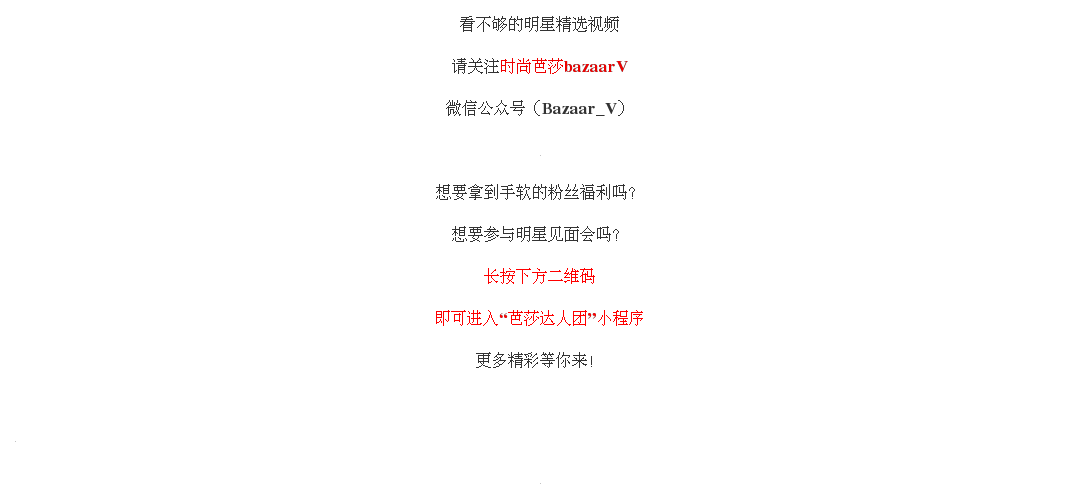 看不够的明星精选视频
请关注时尚芭莎bazaarV
微信公众号（Bazaar_V）
想要拿到手软的粉丝福利吗?
想要参与明星见面会吗?
长按下方二维码
即可进入“芭莎达人团”小程序
更多精彩等你来!